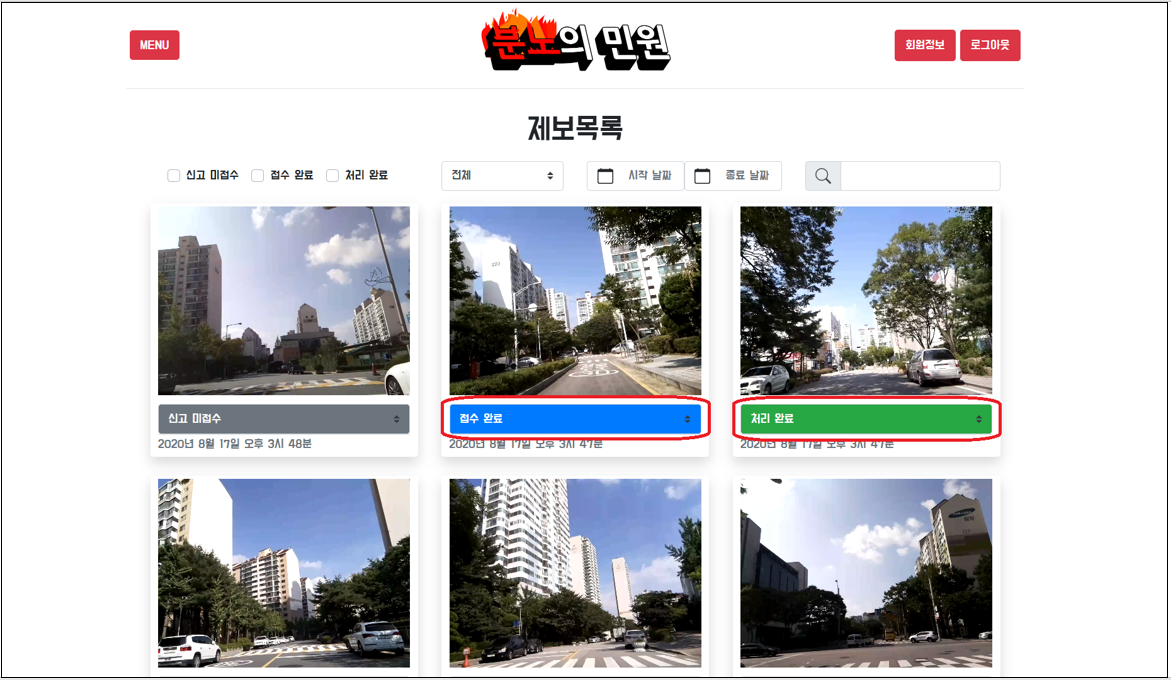 MENU
분노의 민원
회원정보
로그아웃
제보목록
신고 미접수
접수 완료
처리 완료
전체
시작 날짜
종료 날짜
신고 미접수
2020년 8월 17일 오후 3시 48분
접수 완료
2020년 8월 17일 오후 3시 47분
처리 완료
2020년 8월 17일 오후 3시 47분